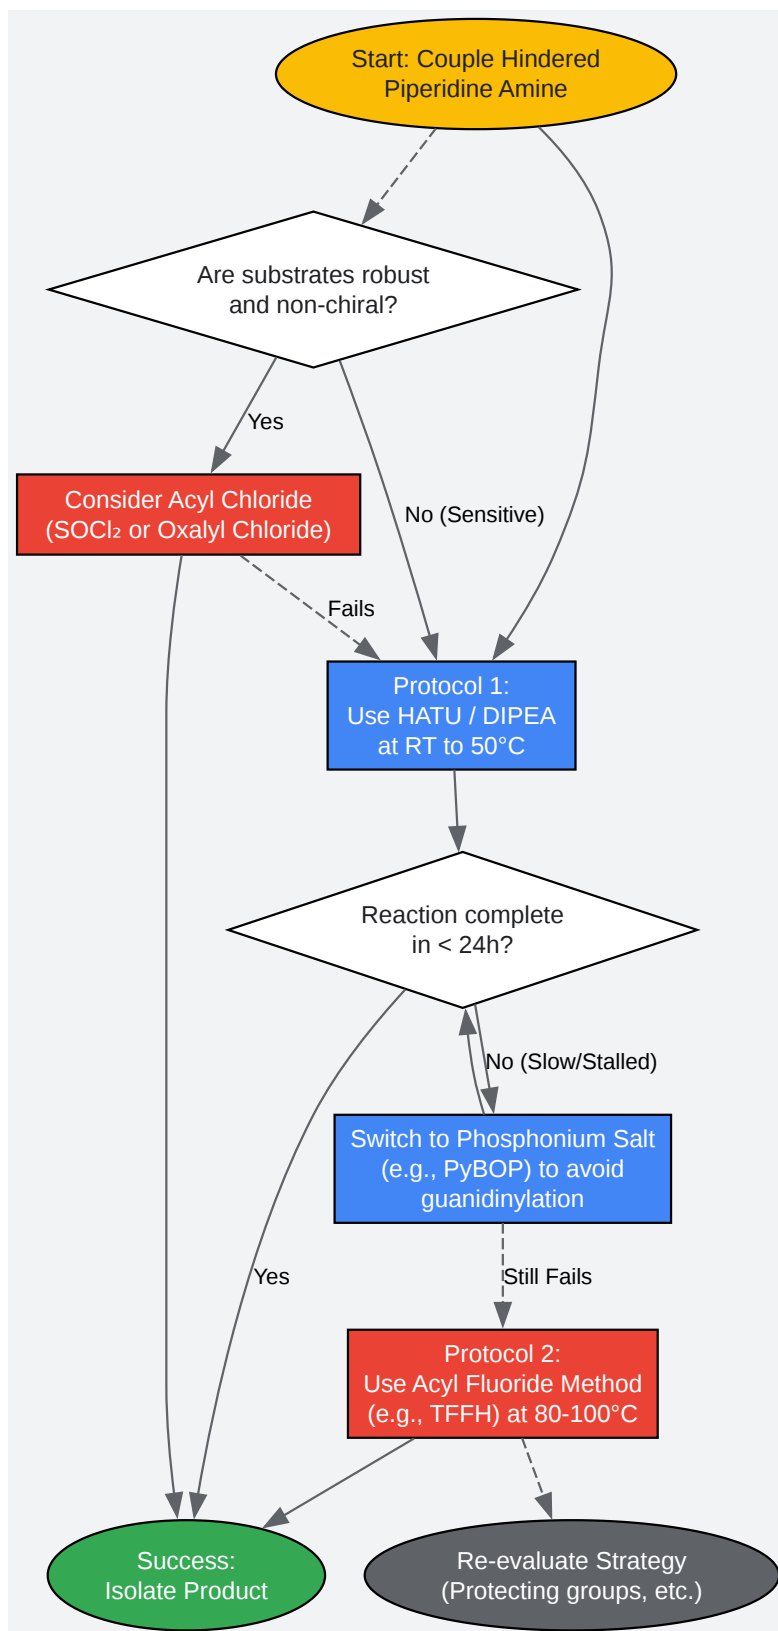 Start: Couple Hindered
Piperidine Amine
Are substrates robust
and non-chiral?
Yes
Consider Acyl Chloride
(SOCl₂ or Oxalyl Chloride)
No (Sensitive)
Fails
Protocol 1:
Use HATU / DIPEA
at RT to 50°C
Reaction complete
in < 24h?
No (Slow/Stalled)
Switch to Phosphonium Salt
(e.g., PyBOP) to avoid
guanidinylation
Yes
Still Fails
Protocol 2:
Use Acyl Fluoride Method
(e.g., TFFH) at 80-100°C
Success:
Isolate Product
Re-evaluate Strategy
(Protecting groups, etc.)